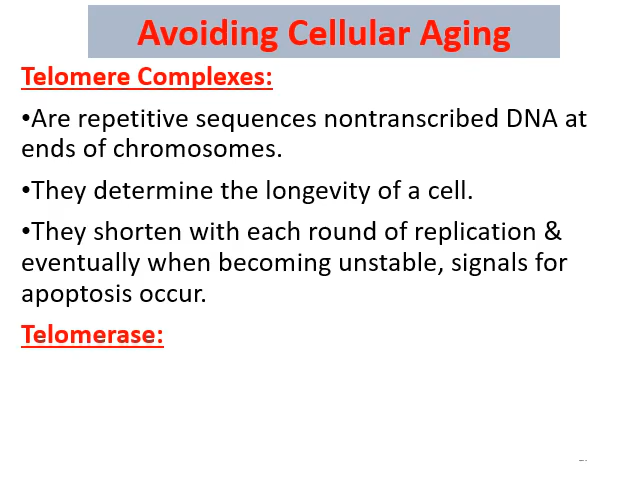 Avoiding Cellular Aging
Telomere Complexes:
•Are repetitive sequences nontranscribed DNA at
ends of chromosomes.
•They determine the longevity of a cell.
•They shorten with each round of replication &
eventually when becoming unstable, signals for
apoptosis occur.
Telomerase: